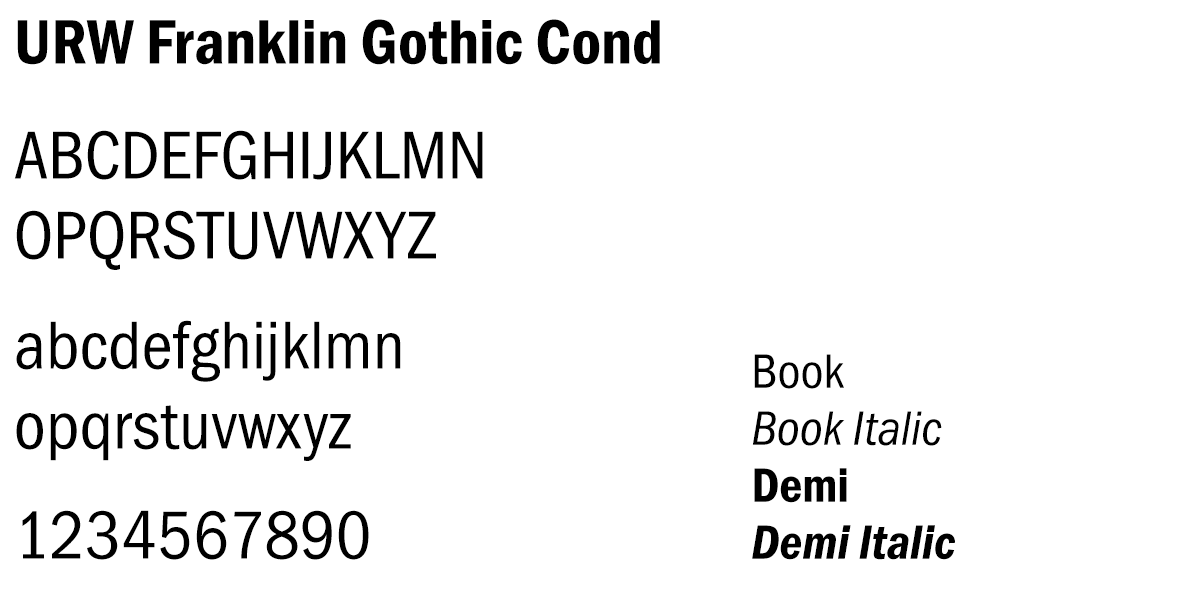 URW Franklin Gothic Cond
ABCDEFGHIJKLMN
OPQRSTUVWXYZ
abcdefghijklmn
opqrstuvwxyz
1234567890
Book
Book Italic
Demi
Demi Italic